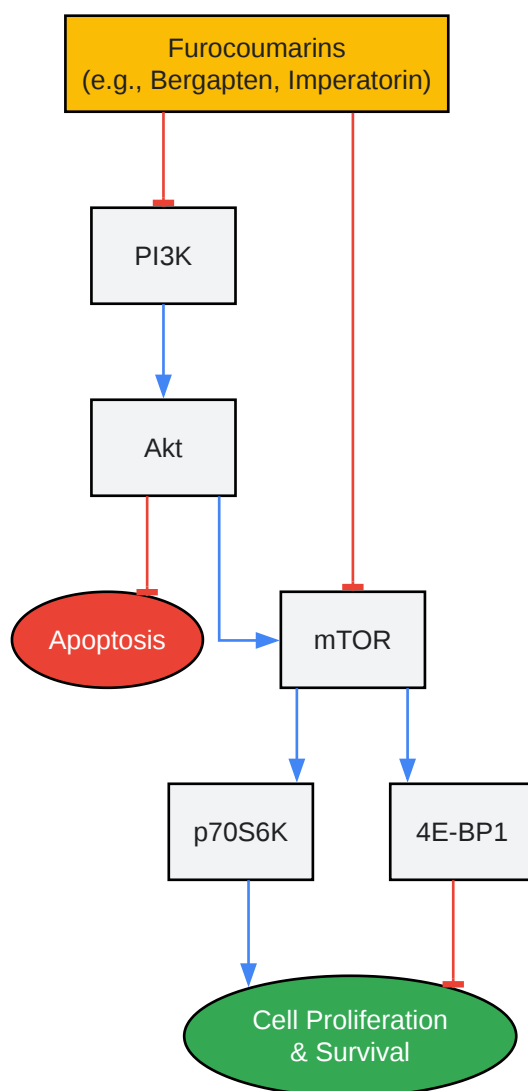 Furocoumarins
(e.g., Bergapten, Imperatorin)
PI3K
Akt
Apoptosis
mTOR
p70S6K
4E-BP1
Cell Proliferation
& Survival